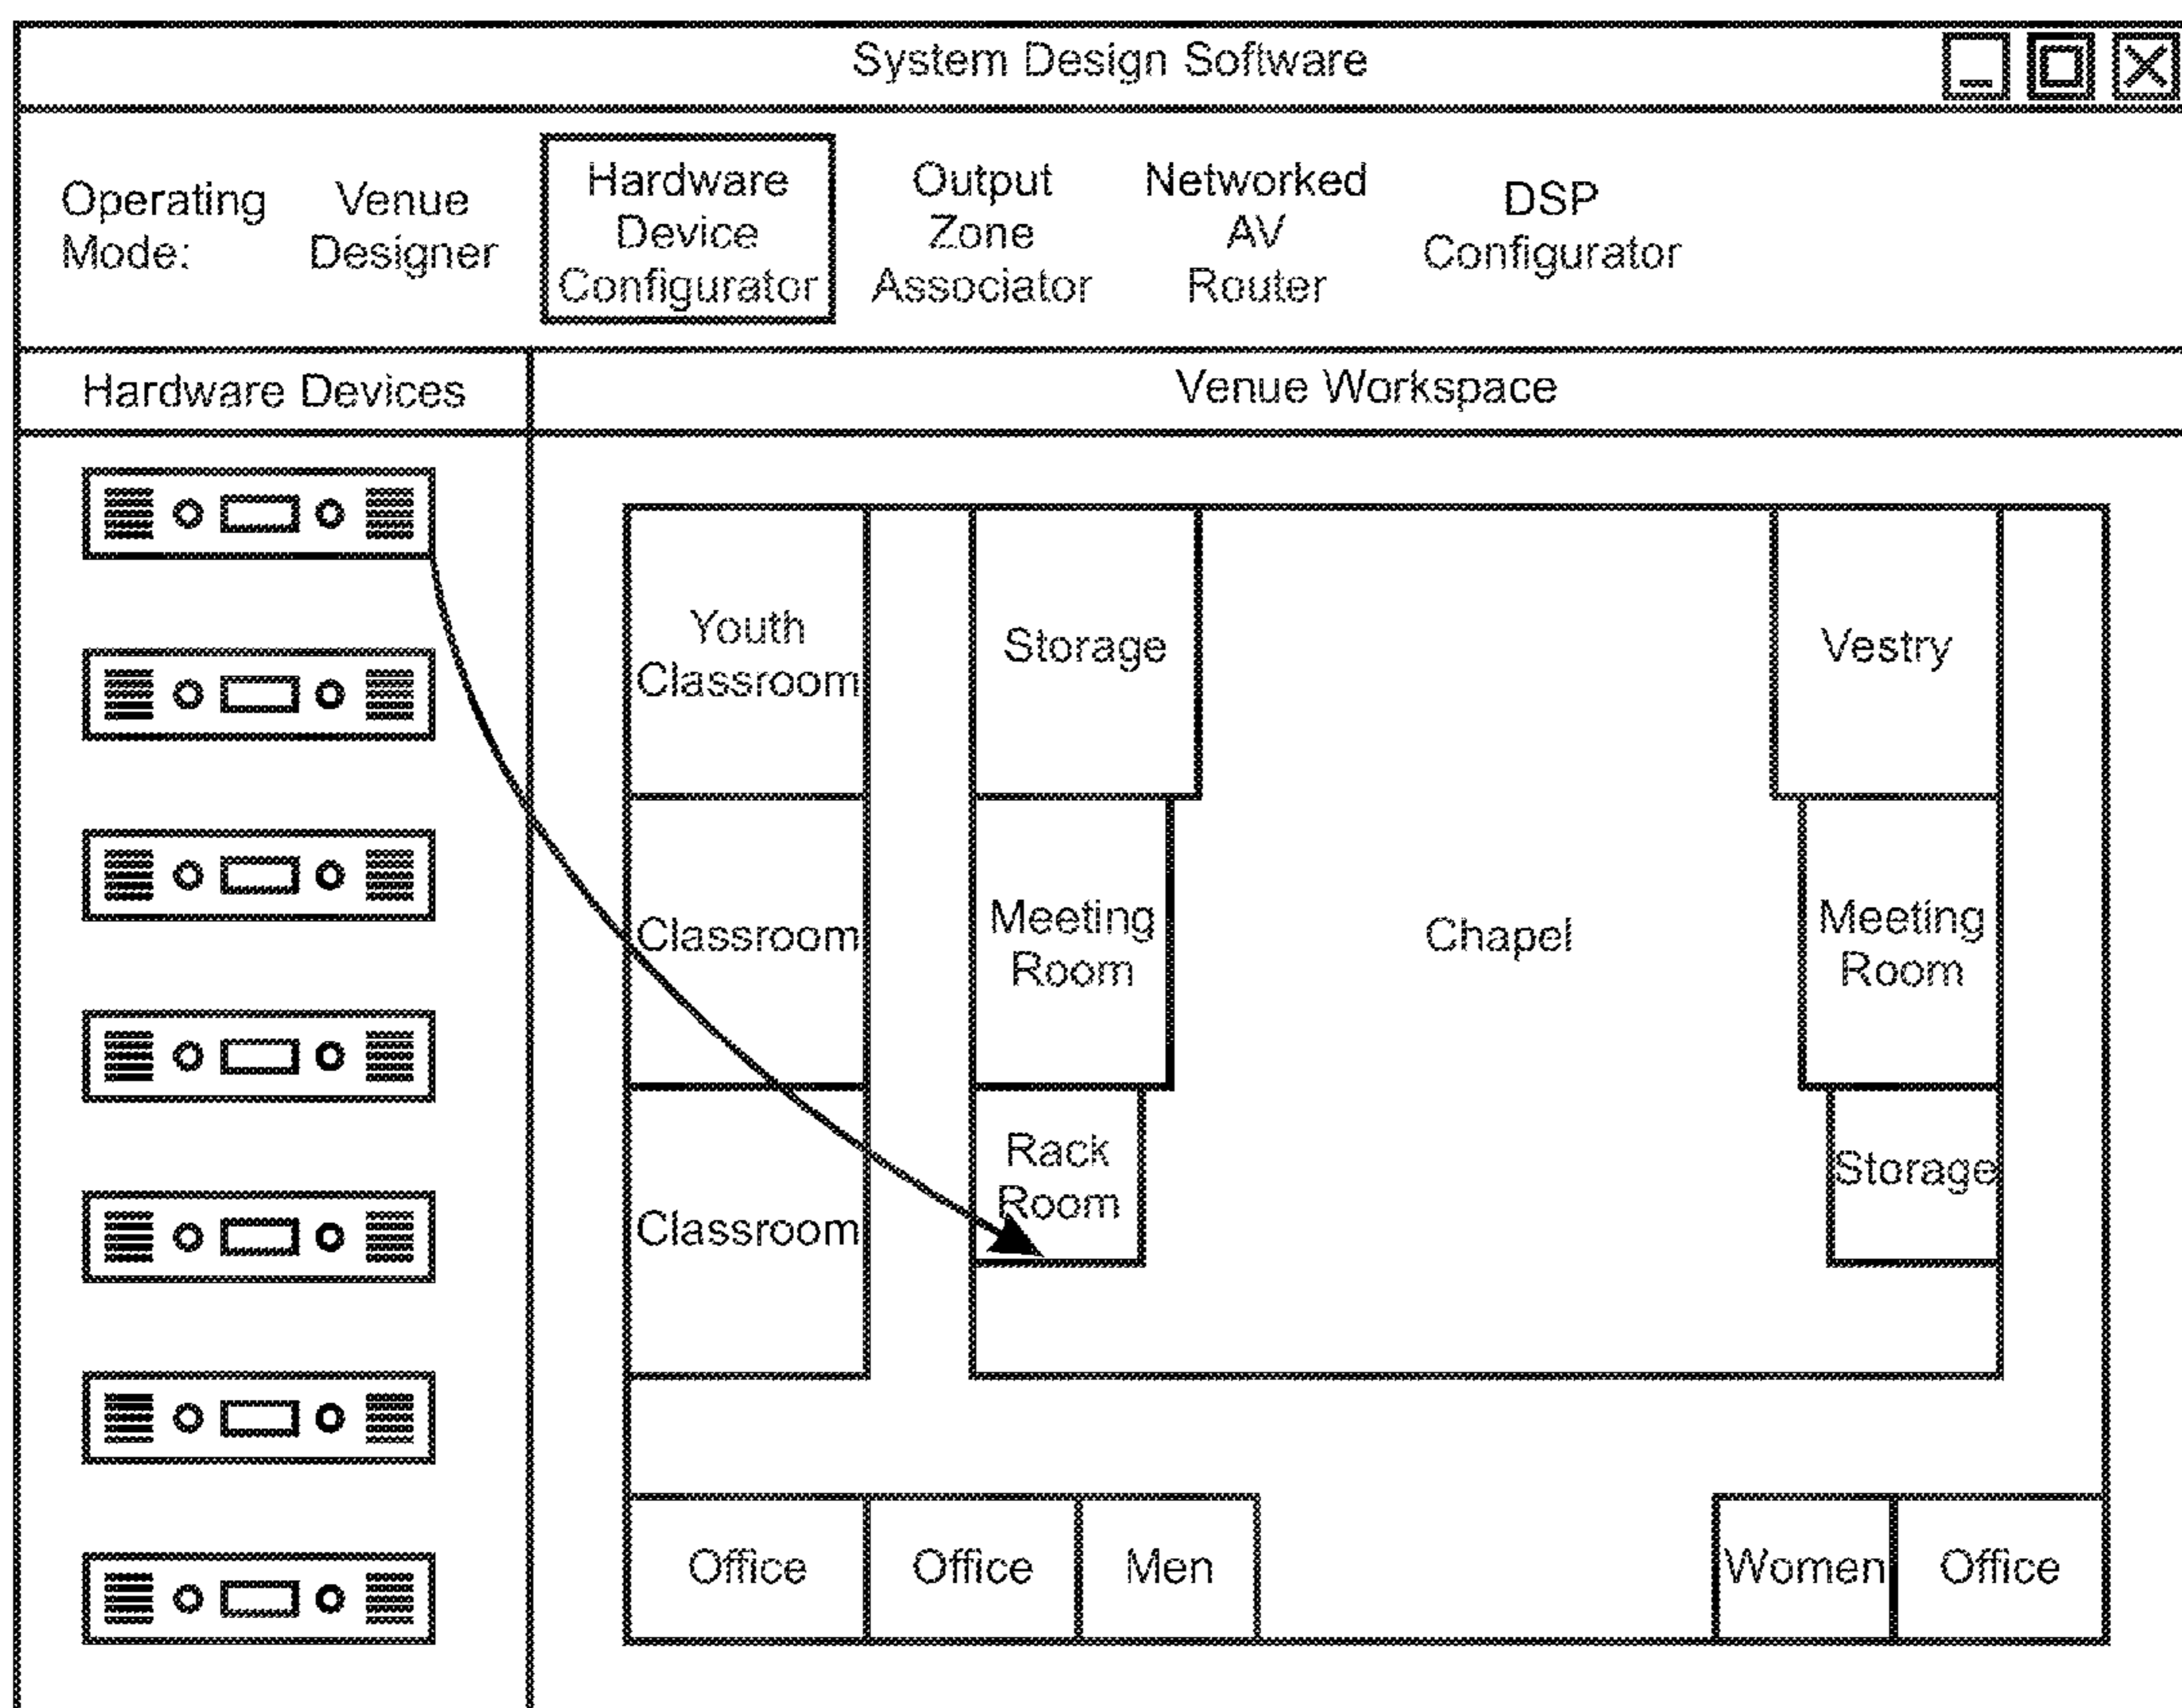 System Design Software
Operating
Mode:
Venue
Designer
Hardware
Device
Configurator
Output
Zone
Associator
Networked
AV
Router
DSP
Configurator
Hardware Devices
Venue Workspace
Youth
Classroom
Storage
Vestry
Classroom
Meeting
Room
Chapel
Meeting
Room
Classroom
Rack
Room
Storage
Office
Office
Men
Women
Office